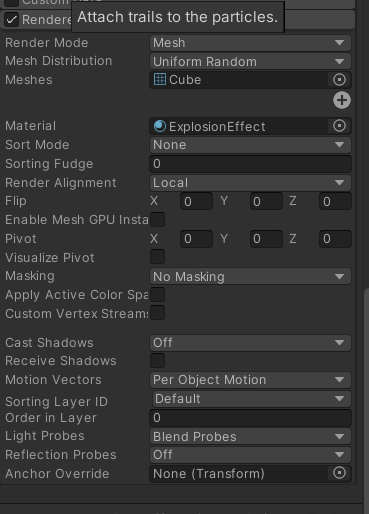 Attach trails to the particles.
Render Mode Mesh
Mesh Distribution Uniform Random
Meshes Cube
Material ExplosionEffect
Sort Mode None
Sorting Fudge 0
Render Alignment Local
Flip X 0 Y 0 Z 0
Enable Mesh GPU Insta
Pivot X 0 Y 0 Z 0
Visualize Pivot
Masking No Masking
Apply Active Color Spa
Custom Vertex Streams
Cast Shadows Off
Receive Shadows
Motion Vectors Per Object Motion
Sorting Layer ID Default
Order in Layer 0
Light Probes Blend Probes
Reflection Probes Off
Anchor Override None (Transform)